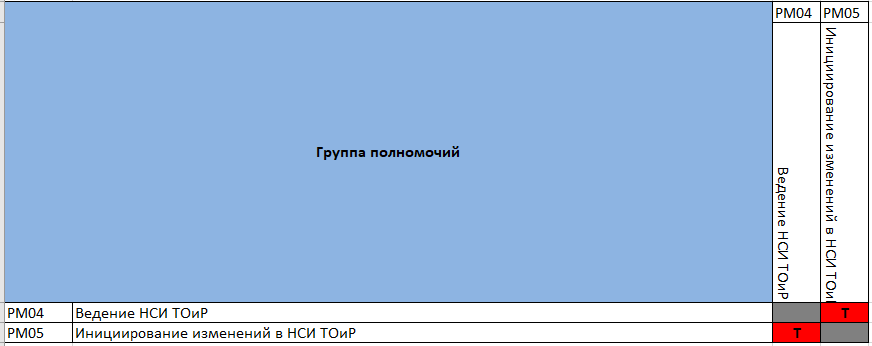 PM04 PM05
Группа полномочий
Ведение НСИ ТОиР
Инициирование изменений в НСИ ТОи
PM04 Ведение НСИ ТОиР T
PM05 Инициирование изменений в НСИ ТОиР T